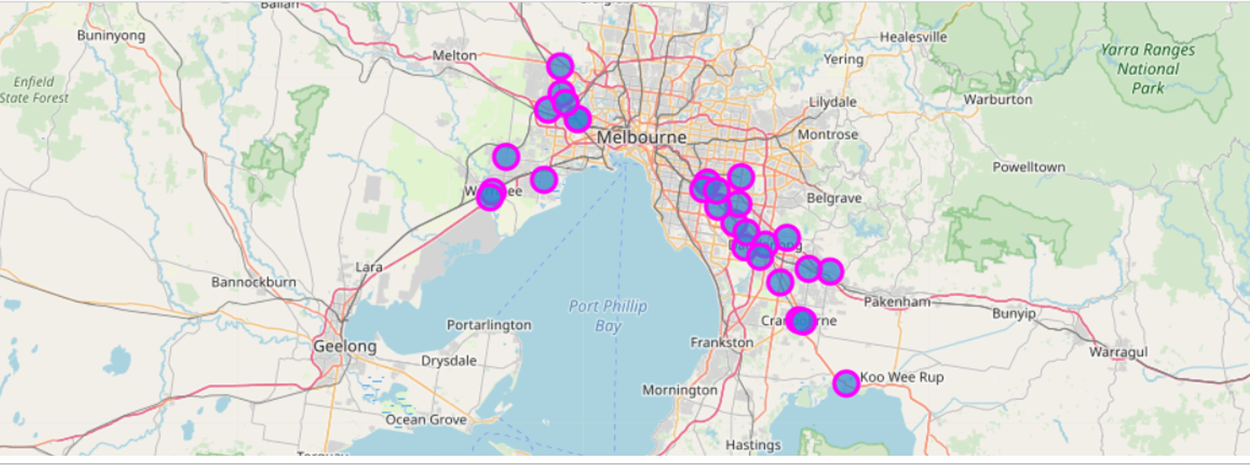 Ballan
Buninyong
Healesville
Melton
Yering
Yarra Ranges
National
Park
Enfield
State Forest
Lilydale
Warburton
Melbourne
Montrose
Powelltown
Belgrave
Lara
Bannockburn
Pakenham
Port Phillip
Bay
Bunyip
Portarlington
Geelong
Frankston
Warragul
Drysdale
Koo Wee Rup
Mornington
Ocean Grove
Hastings